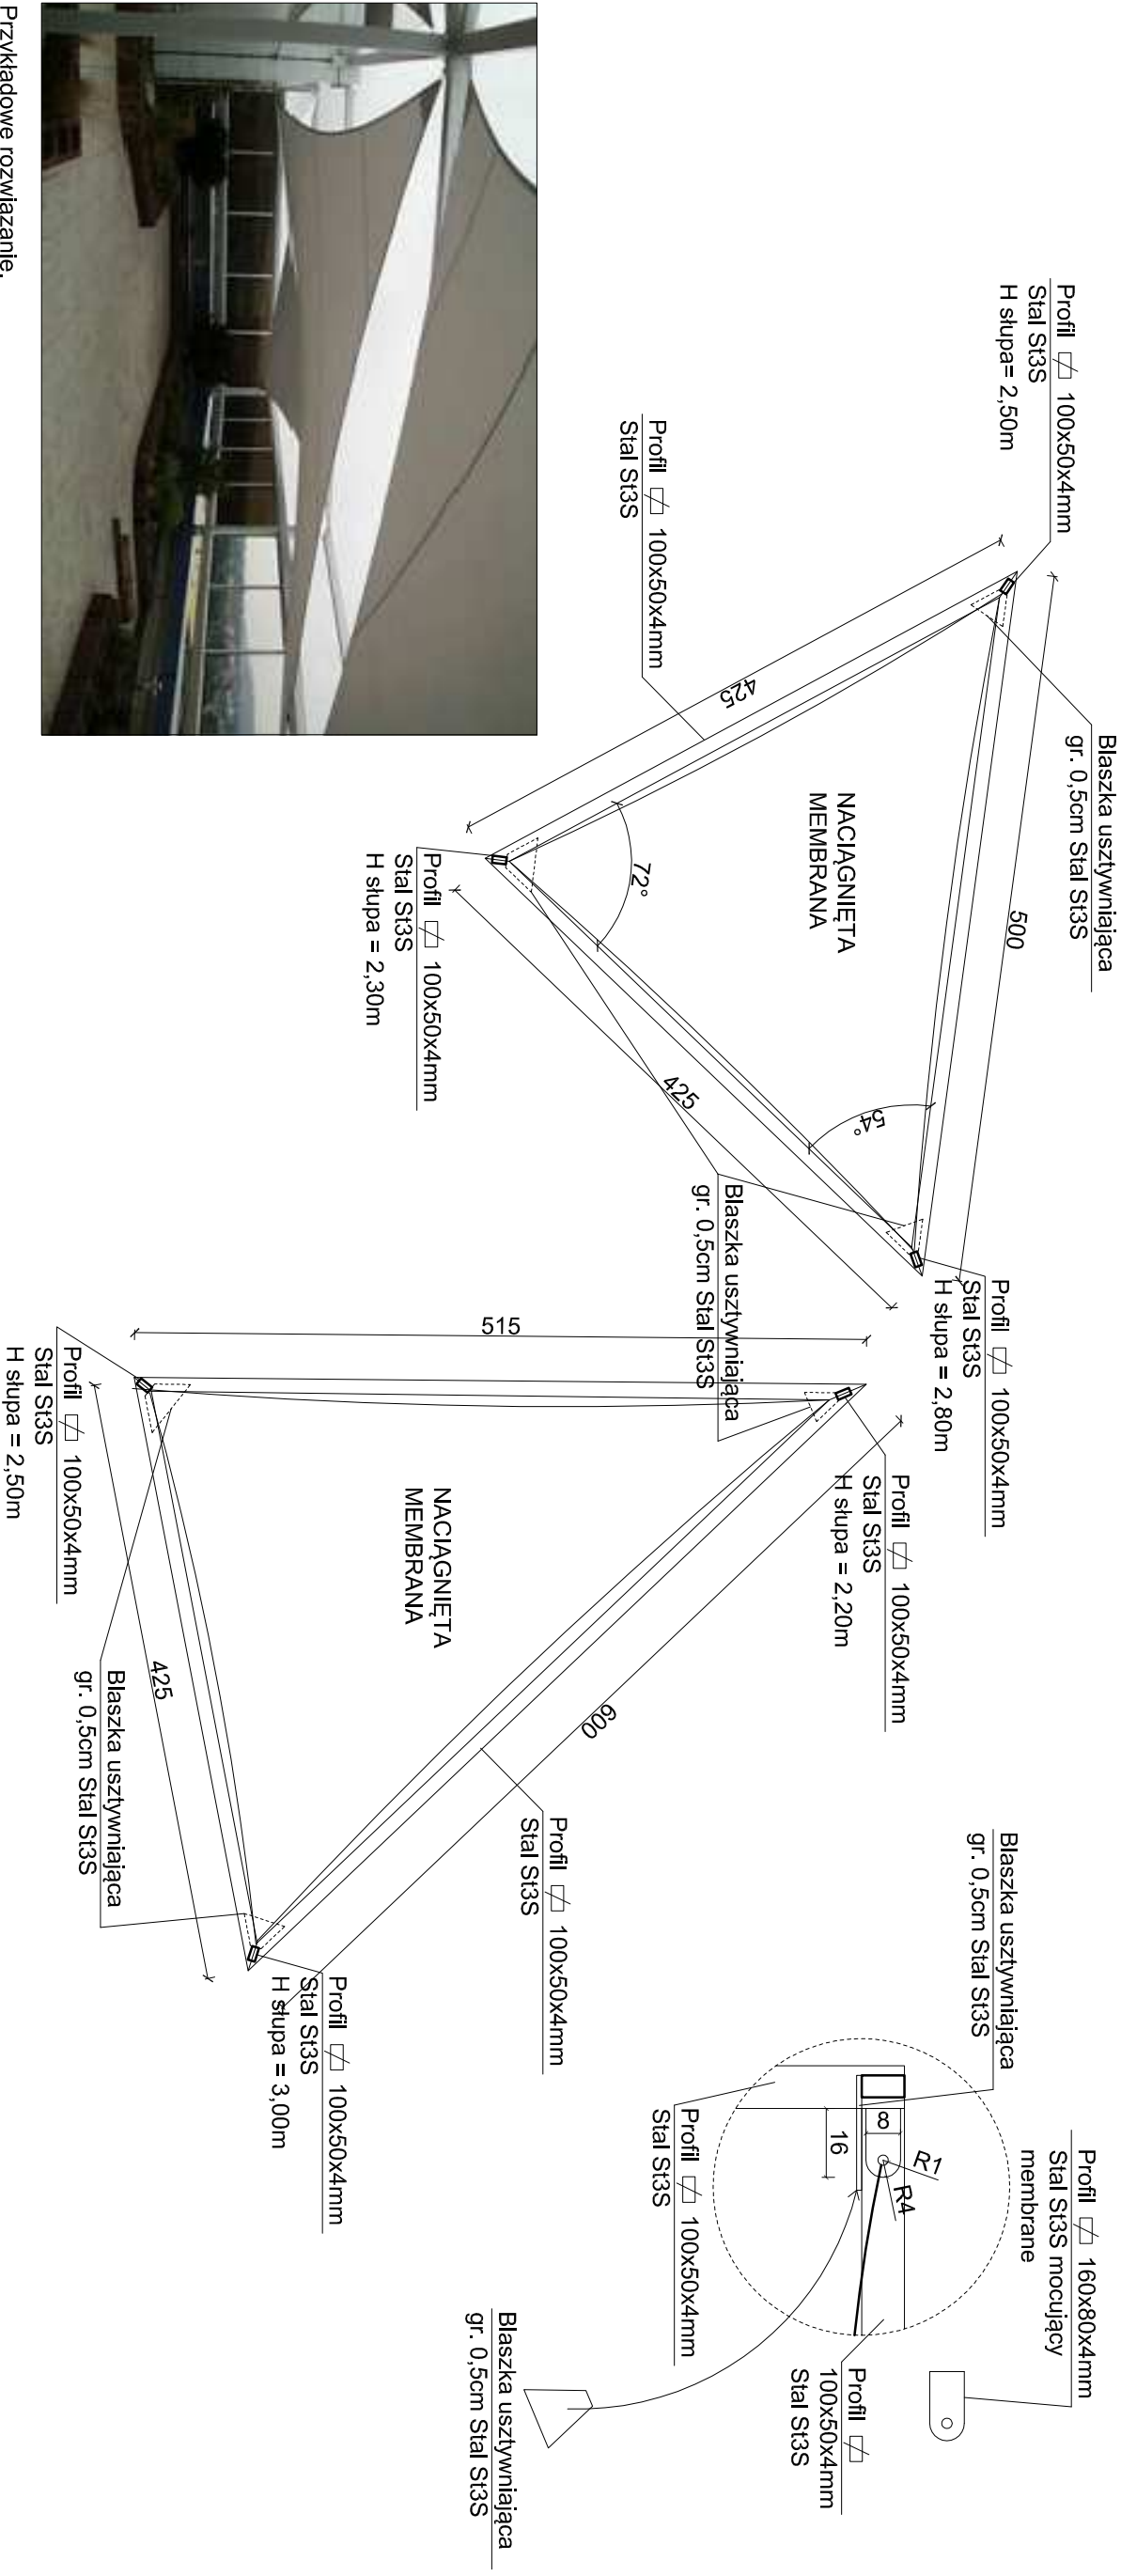 Profil 100x50x4mm
Stal St3S
H słupa= 2,50m
Blaszka usztywniająca
gr. 0,5cm Stal St3S
Profil 100x50x4mm
Stal St3S
425
500
NACIĄGNIĘTA
MEMBRANA
72°
54°
425
Profil 100x50x4mm
Stal St3S
H słupa = 2,30m
Blaszka usztywniająca
gr. 0,5cm Stal St3S
Profil 100x50x4mm
Stal St3S
H słupa = 2,80m
515
Profil 100x50x4mm
Stal St3S
H słupa = 2,20m
NACIĄGNIĘTA
MEMBRANA
600
425
Profil 100x50x4mm
Stal St3S
H słupa = 2,50m
Blaszka usztywniająca
gr. 0,5cm Stal St3S
Profil 100x50x4mm
Stal St3S
Profil 100x50x4mm
Stal St3S
H słupa = 3,00m
Blaszka usztywniająca
gr. 0,5cm Stal St3S
Profil 160x80x4mm
Stal St3S mocujący
membrane
8
16
R1
R4
Profil 100x50x4mm
Stal St3S
Profil
100x50x4mm
Stal St3S
Blaszka usztywniająca
gr. 0,5cm Stal St3S
Przykładowe rozwiązanie.